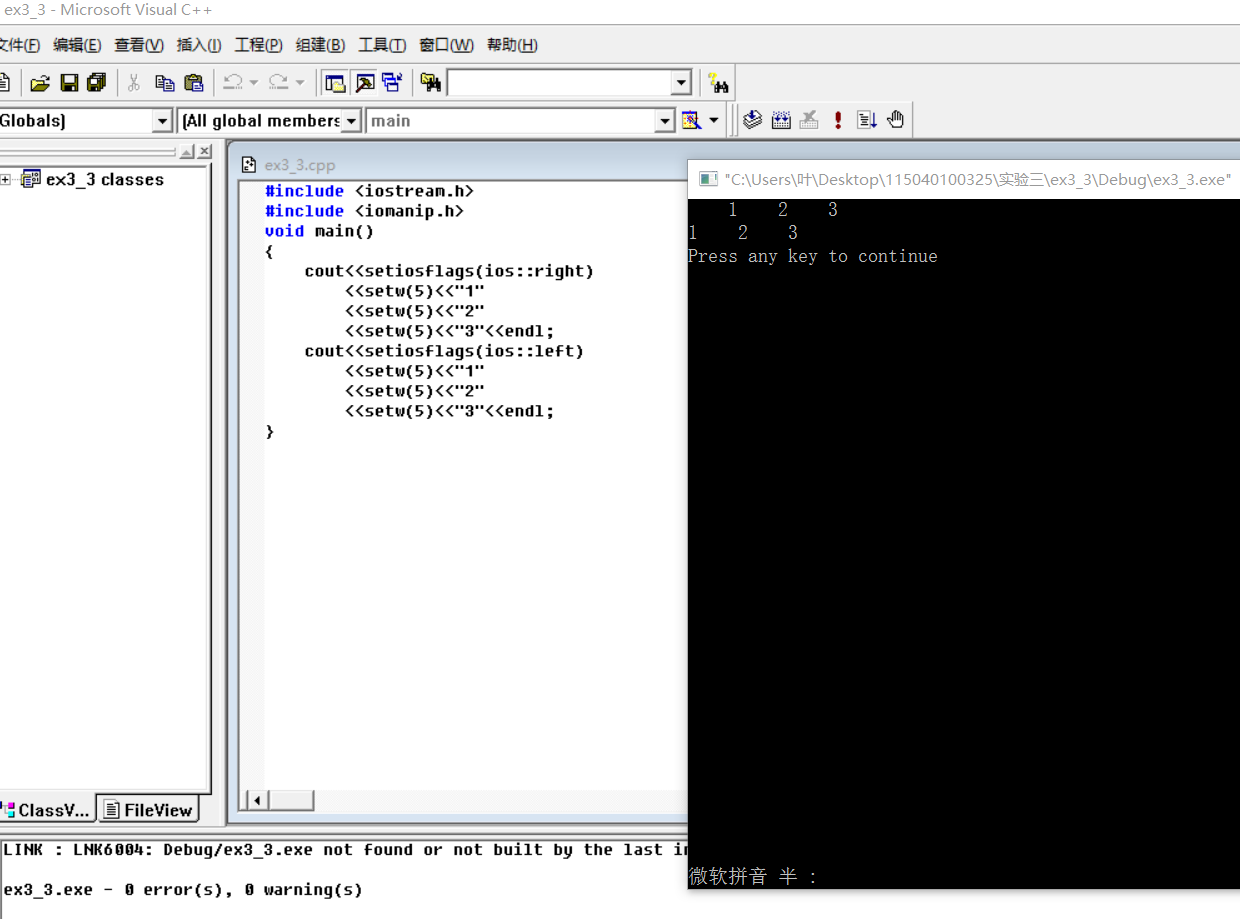 ex3_3 - Microsoft Visual C++
文件(F) 编辑(E) 查看(V) 插入(I) 工程(P) 组建(B) 工具(T) 窗口(W) 帮助(H)
Globals) (All global members main
ex3_3 classes
ex3_3.cpp
#include <iostream.h>
#include <iomanip.h>
void main()
{
    cout<<setiosflags(ios::right)
        <<setw(5)<<"1"
        <<setw(5)<<"2"
        <<setw(5)<<"3"<<endl;
    cout<<setiosflags(ios::left)
        <<setw(5)<<"1"
        <<setw(5)<<"2"
        <<setw(5)<<"3"<<endl;
}
"C:\Users\叶\Desktop\115040100325\实验三\ex3_3\Debug\ex3_3.exe"
    1    2    3
1    2    3
Press any key to continue
微软拼音 半 :
ClassV... FileView
LINK : LNK6004: Debug/ex3_3.exe not found or not built by the last
ex3_3.exe - 0 error(s), 0 warning(s)